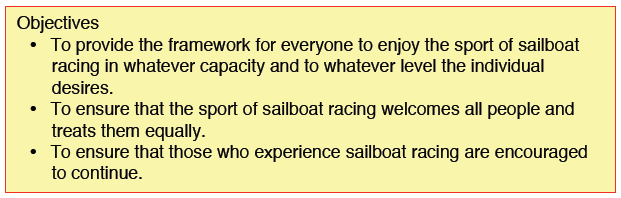 Objectives
• To provide the framework for everyone to enjoy the sport of sailboat
racing in whatever capacity and to whatever level the individual
desires.
• To ensure that the sport of sailboat racing welcomes all people and
treats them equally.
• To ensure that those who experience sailboat racing are encouraged
to continue.